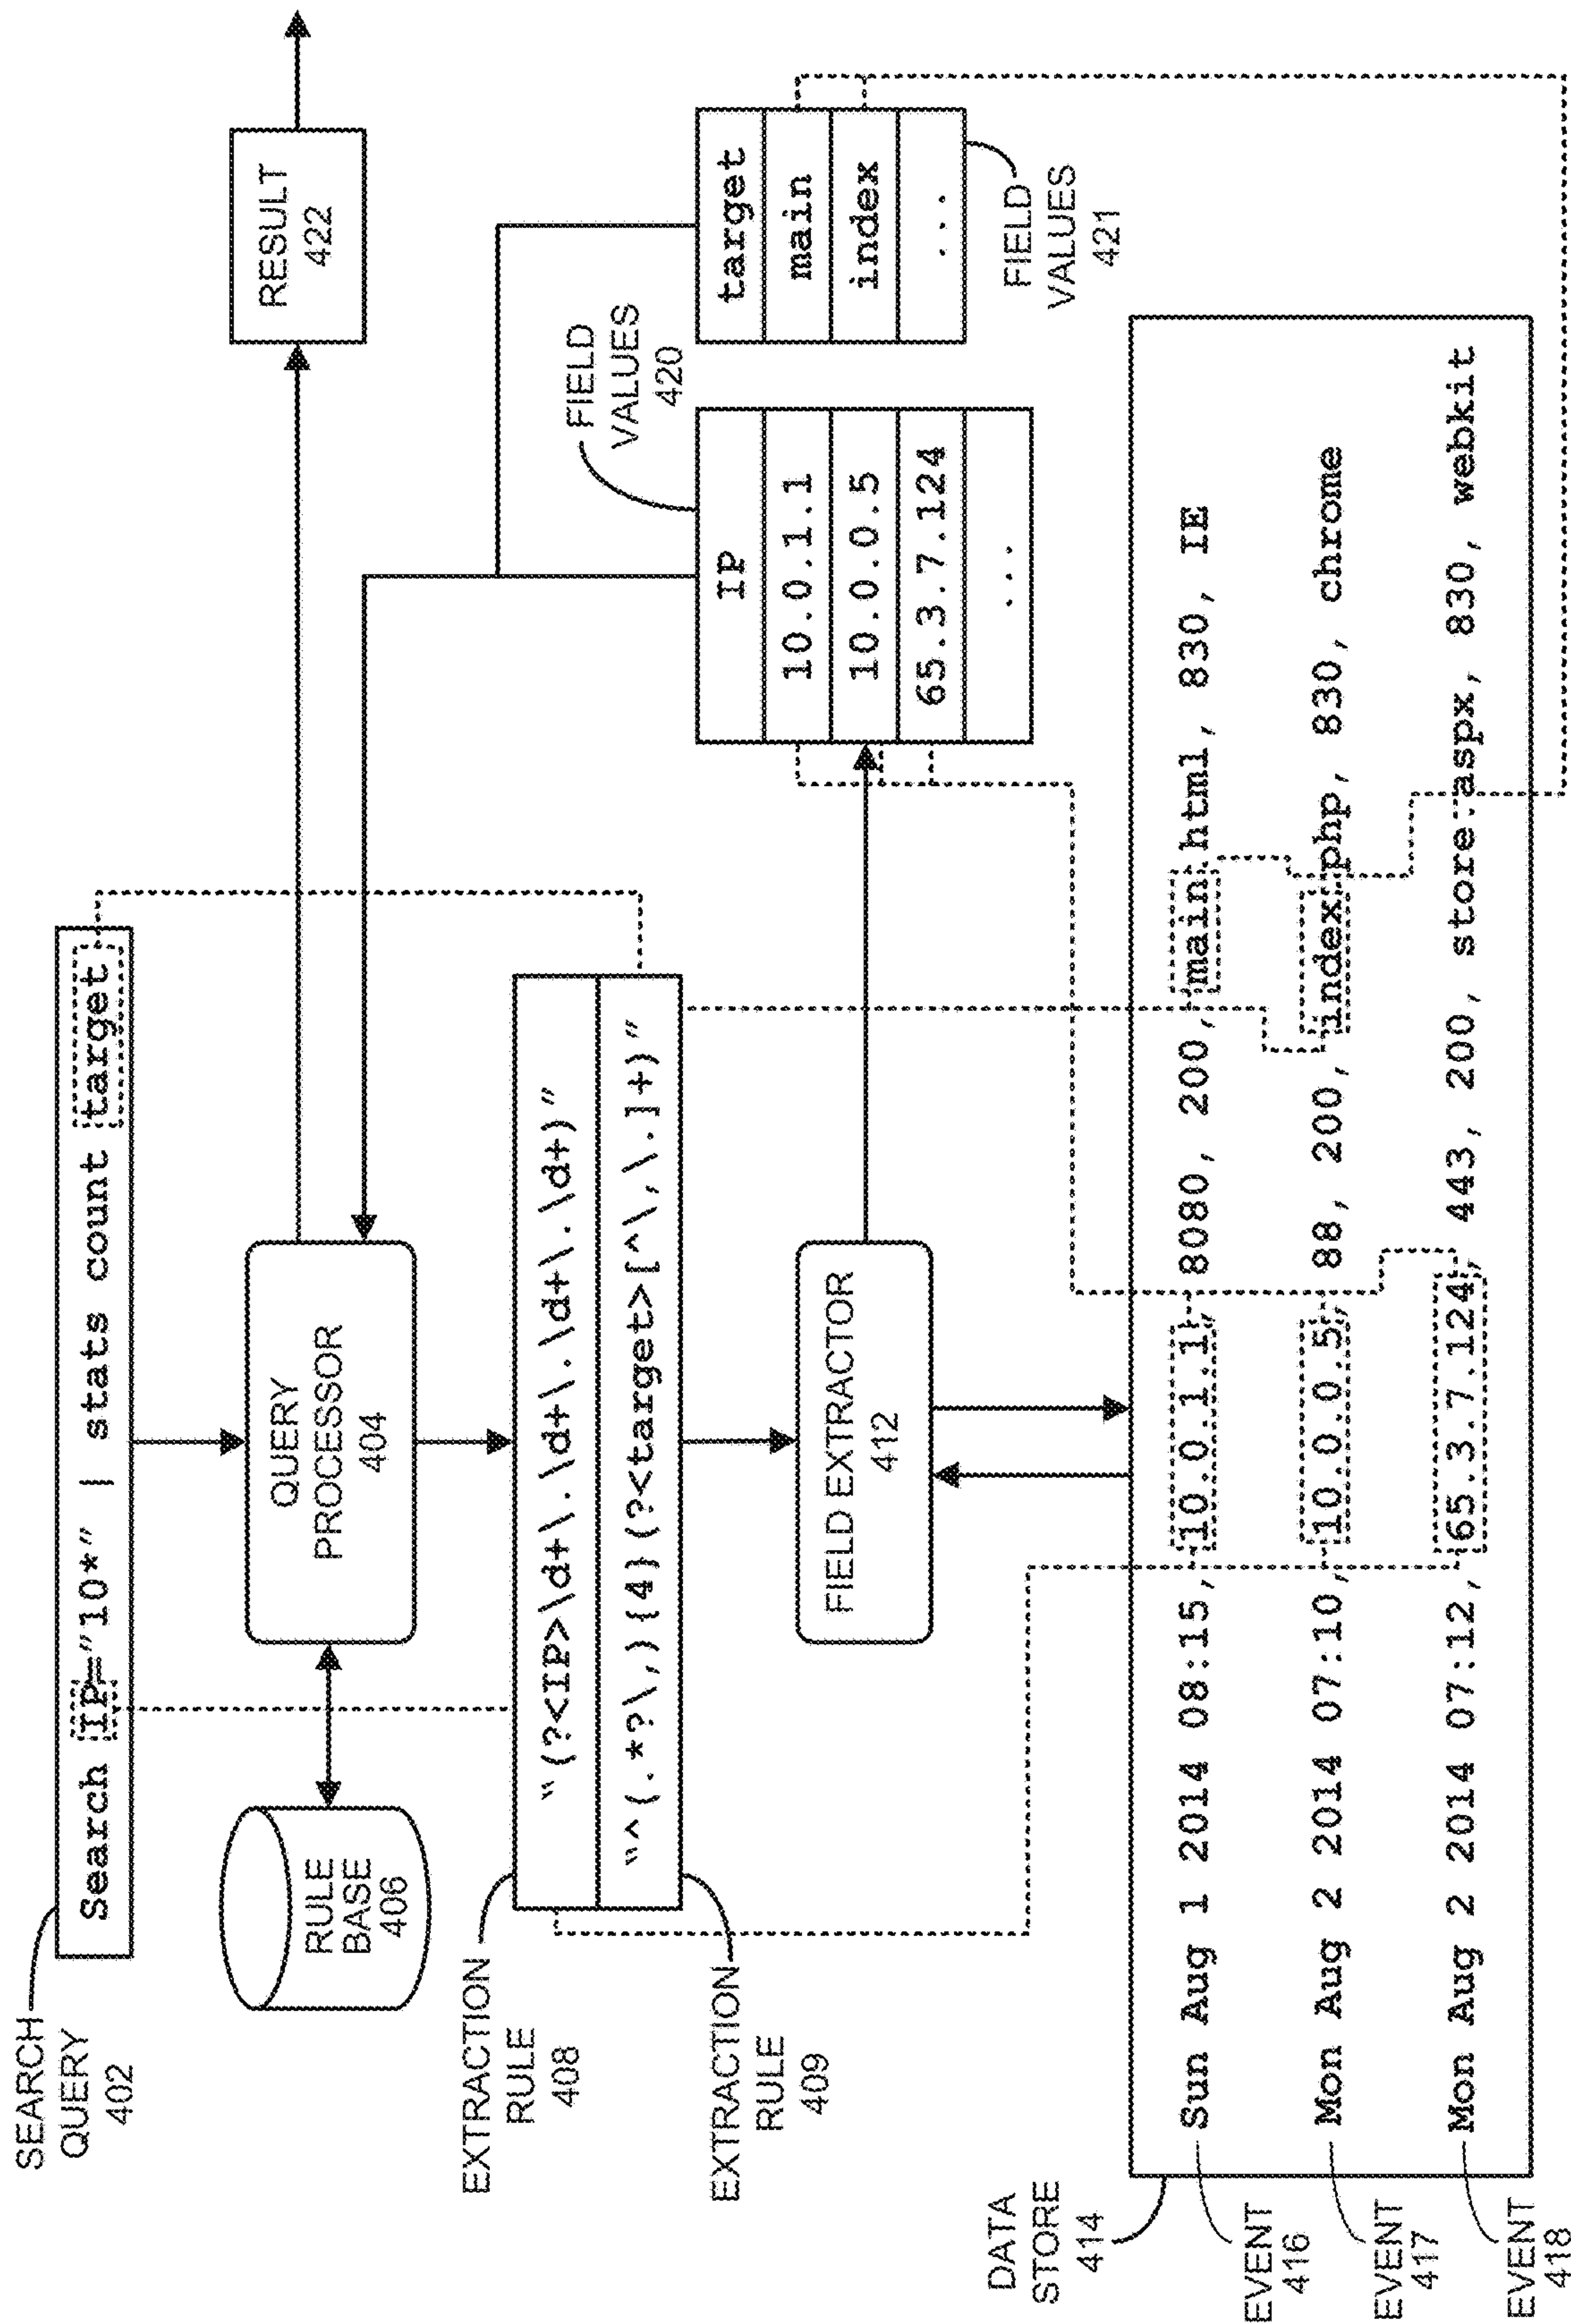 SEARCH
QUERY
402
Search IP="10*" | stats count target
RULE
BASE
406
QUERY
PROCESSOR
404
RESULT
422
EXTRACTION
RULE
408
"(?<IP>\d+\.\d+\.\d+\.\d+)"
EXTRACTION
RULE
409
"^(.*?\,){4}(?<target>[^\,\.]+)"
FIELD
VALUES
420
FIELD EXTRACTOR
412
IP
10.0.1.1
10.0.0.5
65.3.7.124
...
target
main
index
...
FIELD
VALUES
421
DATA
STORE
414
EVENT
416
Sun Aug 1 2014 08:15, 10.0.1.1, 8080, 200, main html, 830, IE
EVENT
417
Mon Aug 2 2014 07:10, 10.0.0.5, 88, 200, index php, 830, chrome
EVENT
418
Mon Aug 2 2014 07:12, 65.3.7.124, 443, 200, store.aspx, 830, webkit